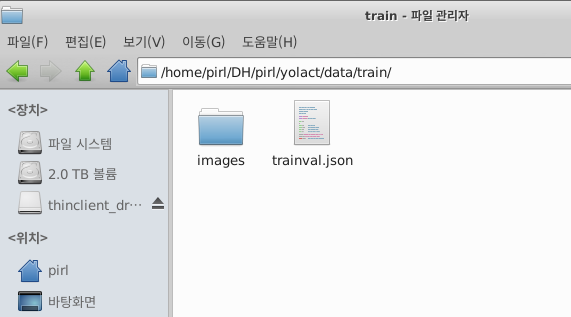 train - 파일 관리자
파일(F) 편집(E) 보기(V) 이동(G) 도움말(H)
/home/pirl/DH/pirl/yolact/data/train/
<장치>
파일 시스템
2.0 TB 볼륨
thinclient_dr···
<위치>
pirl
바탕화면
images
trainval.json